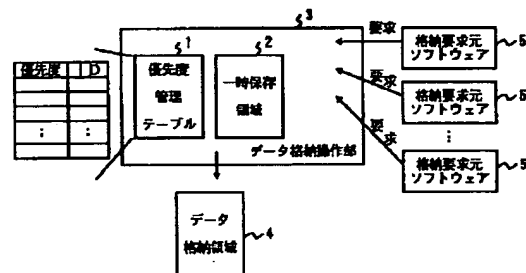 3
要求
1
2
格納要求元
ソフトウェア
5
優先度 ID
優先度
管理
テーブル
一時保存
領域
要求
格納要求元
ソフトウェア
5
：
：
要求
：
データ格納操作部
格納要求元
ソフトウェア
5
データ
格納領域
4